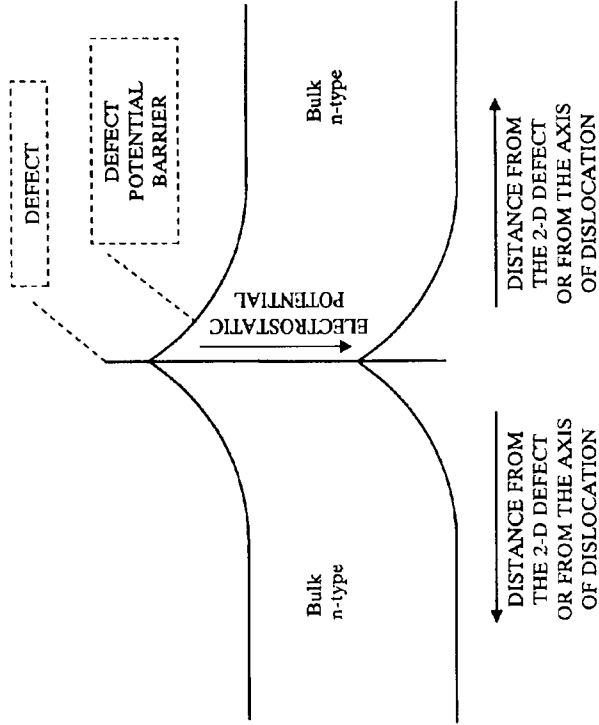 DEFECT
DEFECT
POTENTIAL
BARRIER
Bulk
n-type
Bulk
n-type
ELECTROSTATIC
POTENTIAL
DISTANCE FROM
THE 2-D DEFECT
OR FROM THE AXIS
OF DISLOCATION
DISTANCE FROM
THE 2-D DEFECT
OR FROM THE AXIS
OF DISLOCATION